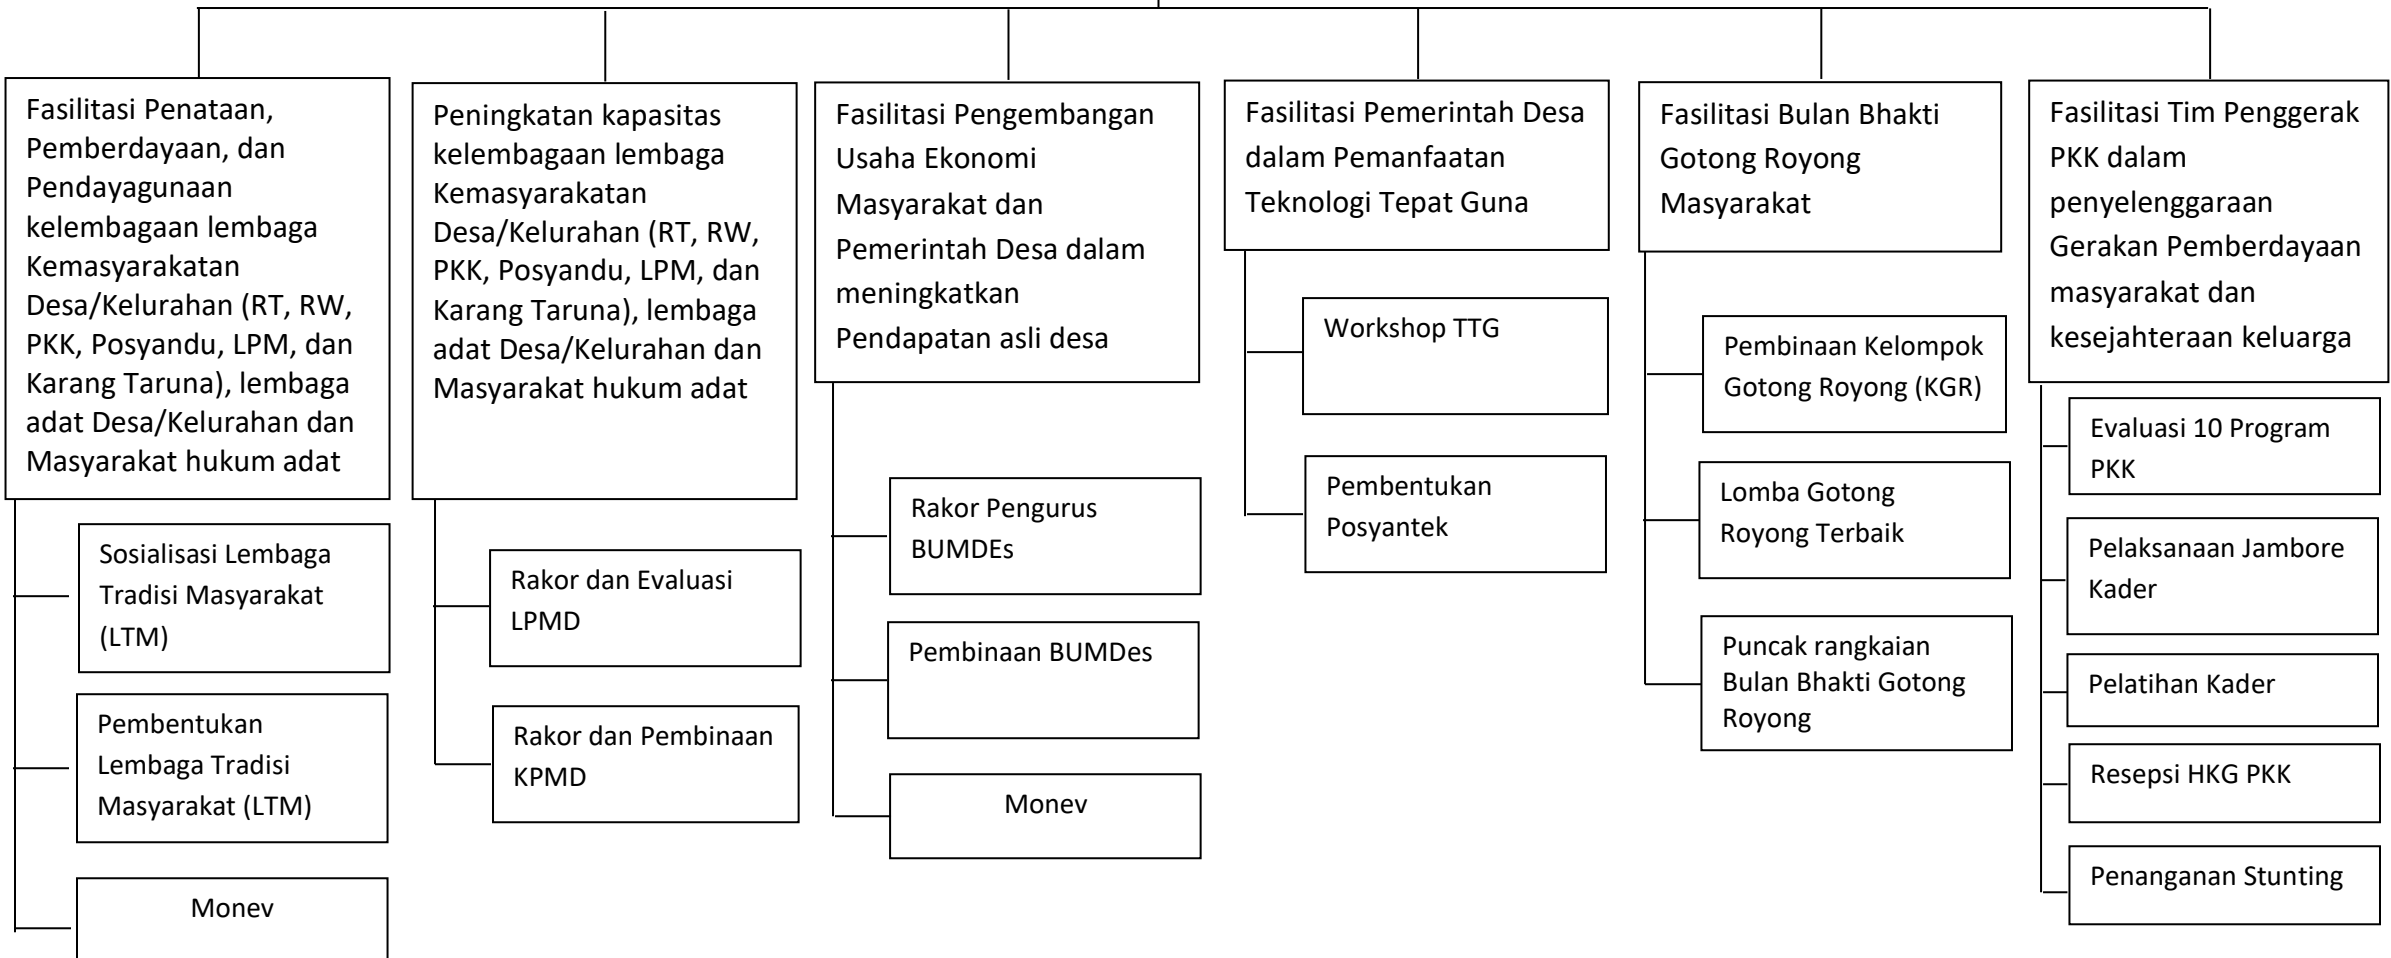 Fasilitasi Penataan,
Pemberdayaan, dan
Pendayagunaan
kelembagaan lembaga
Kemasyarakatan
Desa/Kelurahan (RT, RW,
PKK, Posyandu, LPM, dan
Karang Taruna), lembaga
adat Desa/Kelurahan dan
Masyarakat hukum adat
Sosialisasi Lembaga
Tradisi Masyarakat
(LTM)
Pembentukan
Lembaga Tradisi
Masyarakat (LTM)
Monev
Peningkatan kapasitas
kelembagaan lembaga
Kemasyarakatan
Desa/Kelurahan (RT, RW,
PKK, Posyandu, LPM, dan
Karang Taruna), lembaga
adat Desa/Kelurahan dan
Masyarakat hukum adat
Rakor dan Evaluasi
LPMD
Rakor dan Pembinaan
KPMD
Fasilitasi Pengembangan
Usaha Ekonomi
Masyarakat dan
Pemerintah Desa dalam
meningkatkan
Pendapatan asli desa
Rakor Pengurus
BUMDEs
Pembinaan BUMDes
Monev
Fasilitasi Pemerintah Desa
dalam Pemanfaatan
Teknologi Tepat Guna
Workshop TTG
Pembentukan
Posyantek
Fasilitasi Bulan Bhakti
Gotong Royong
Masyarakat
Pembinaan Kelompok
Gotong Royong (KGR)
Lomba Gotong
Royong Terbaik
Puncak rangkaian
Bulan Bhakti Gotong
Royong
Fasilitasi Tim Penggerak
PKK dalam
penyelenggaraan
Gerakan Pemberdayaan
masyarakat dan
kesejahteraan keluarga
Evaluasi 10 Program
PKK
Pelaksanaan Jambore
Kader
Pelatihan Kader
Resepsi HKG PKK
Penanganan Stunting